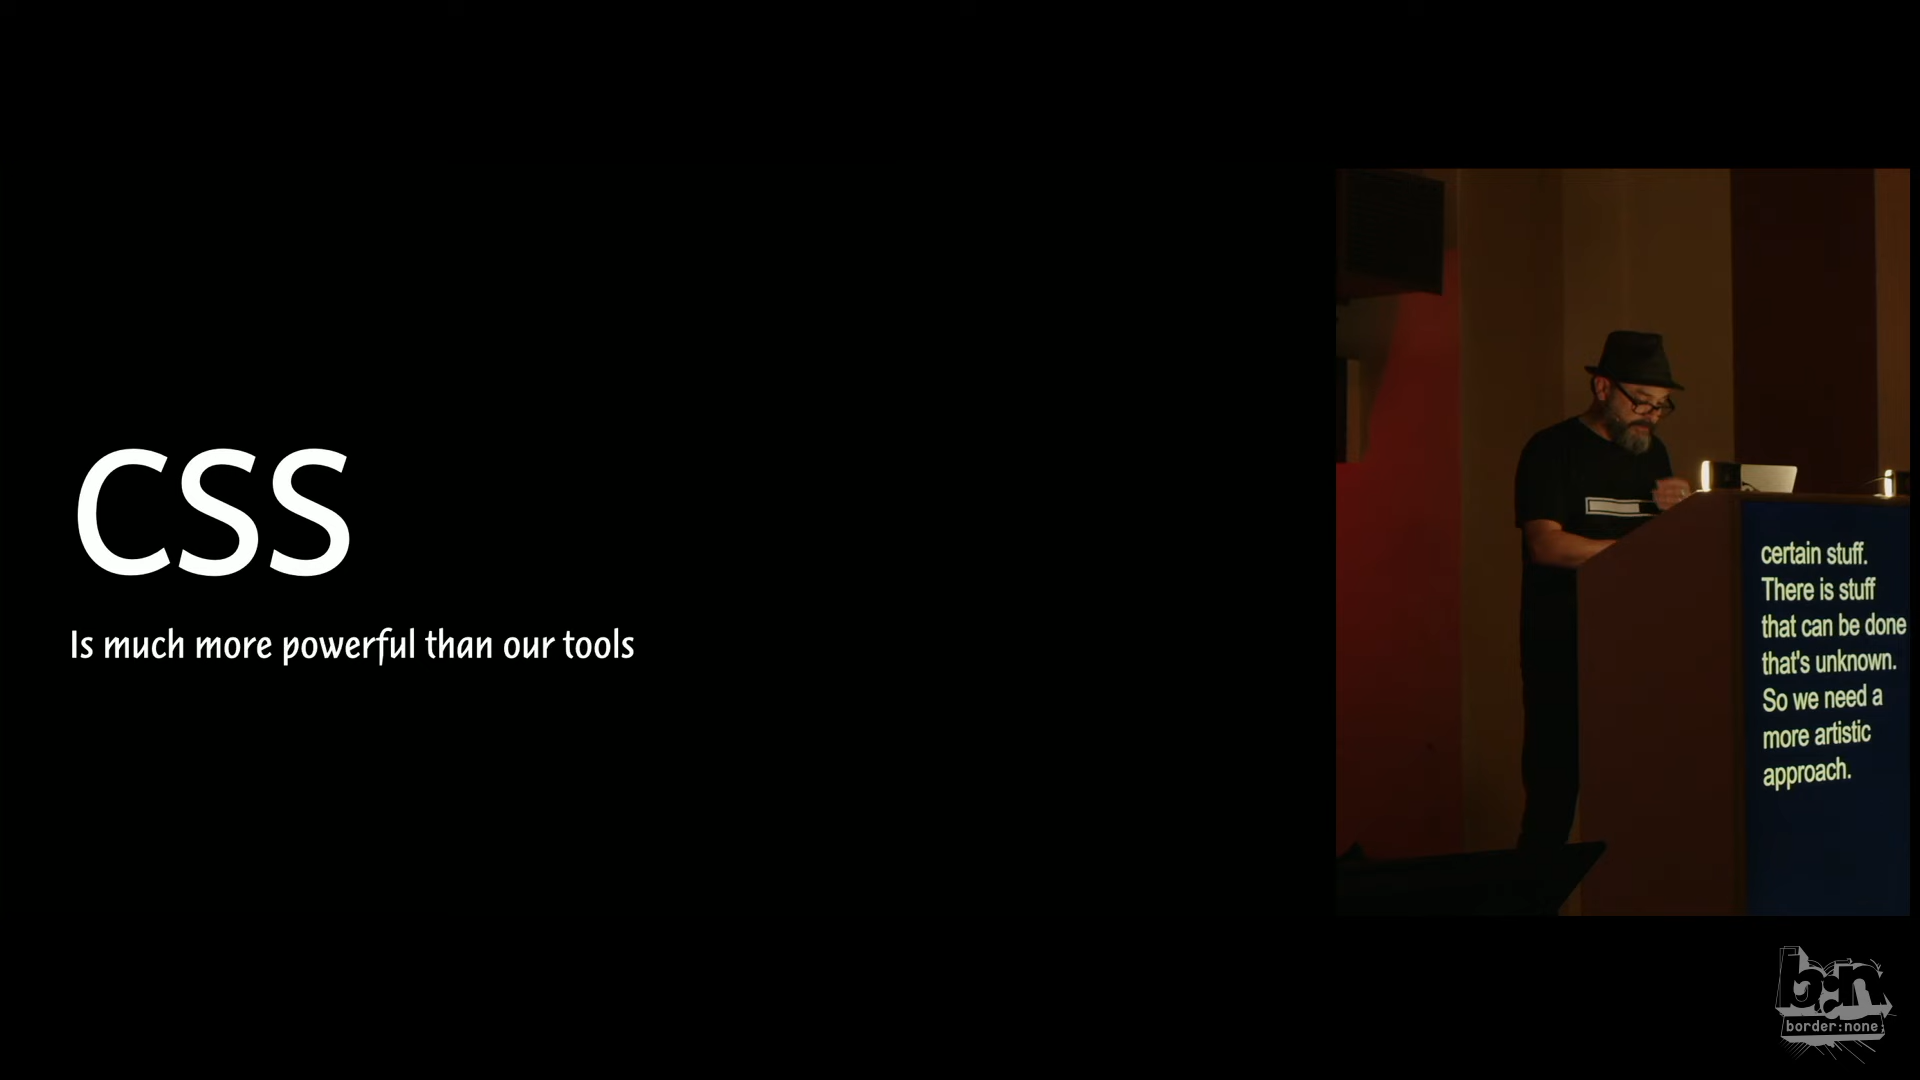 CSS
Is much more powerful than our tools
certain stuff.
There is stuff
that can be done
that's unknown.
So we need a
more artistic
approach.
b:n
border:none;